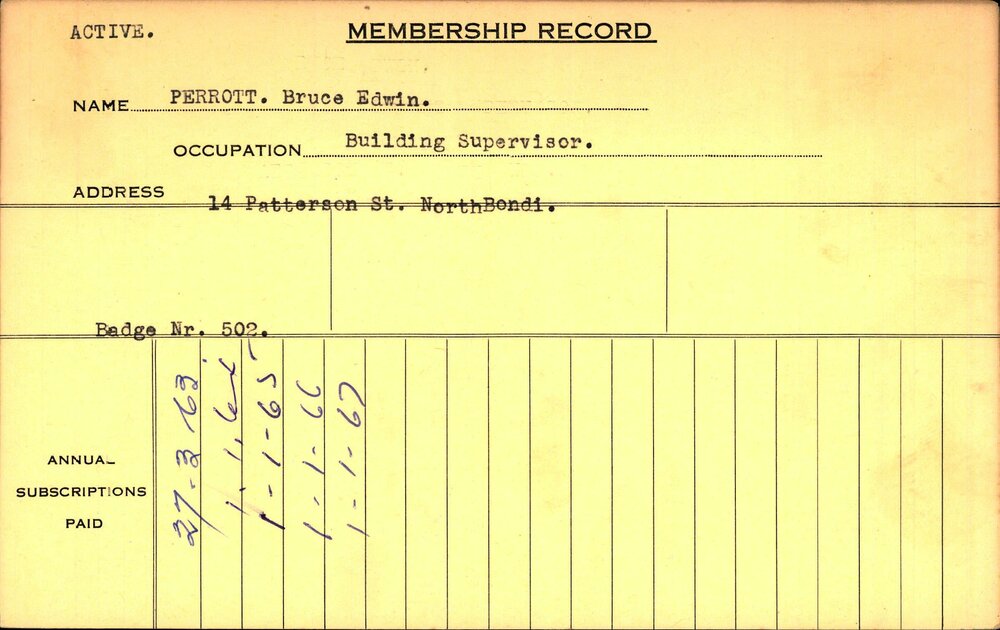 ACTIVE.
MEMBERSHIP RECORD
NAME PERROTT. Bruce Edwin.
OCCUPATION Building Supervisor.
ADDRESS
14 Patterson St. NorthBondi.
Badge Nr. 502.
ANNUAL
SUBSCRIPTIONS
PAID
27-3-63
1.1.64
1-1-65
1-1-66
1-1-67